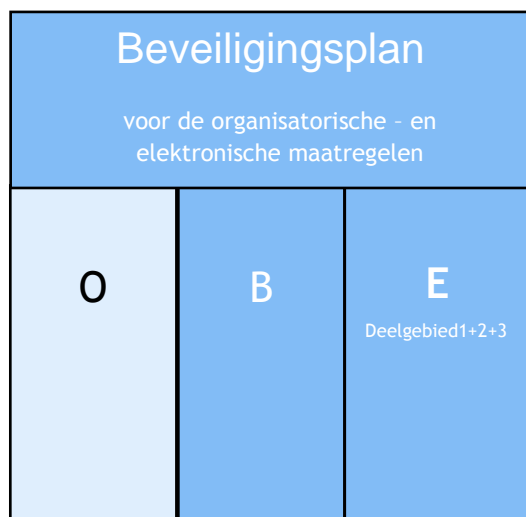 Beveiligingsplan
voor de organisatorische - en
elektronische maatregelen
O
B
E
Deelgebied1+2+3